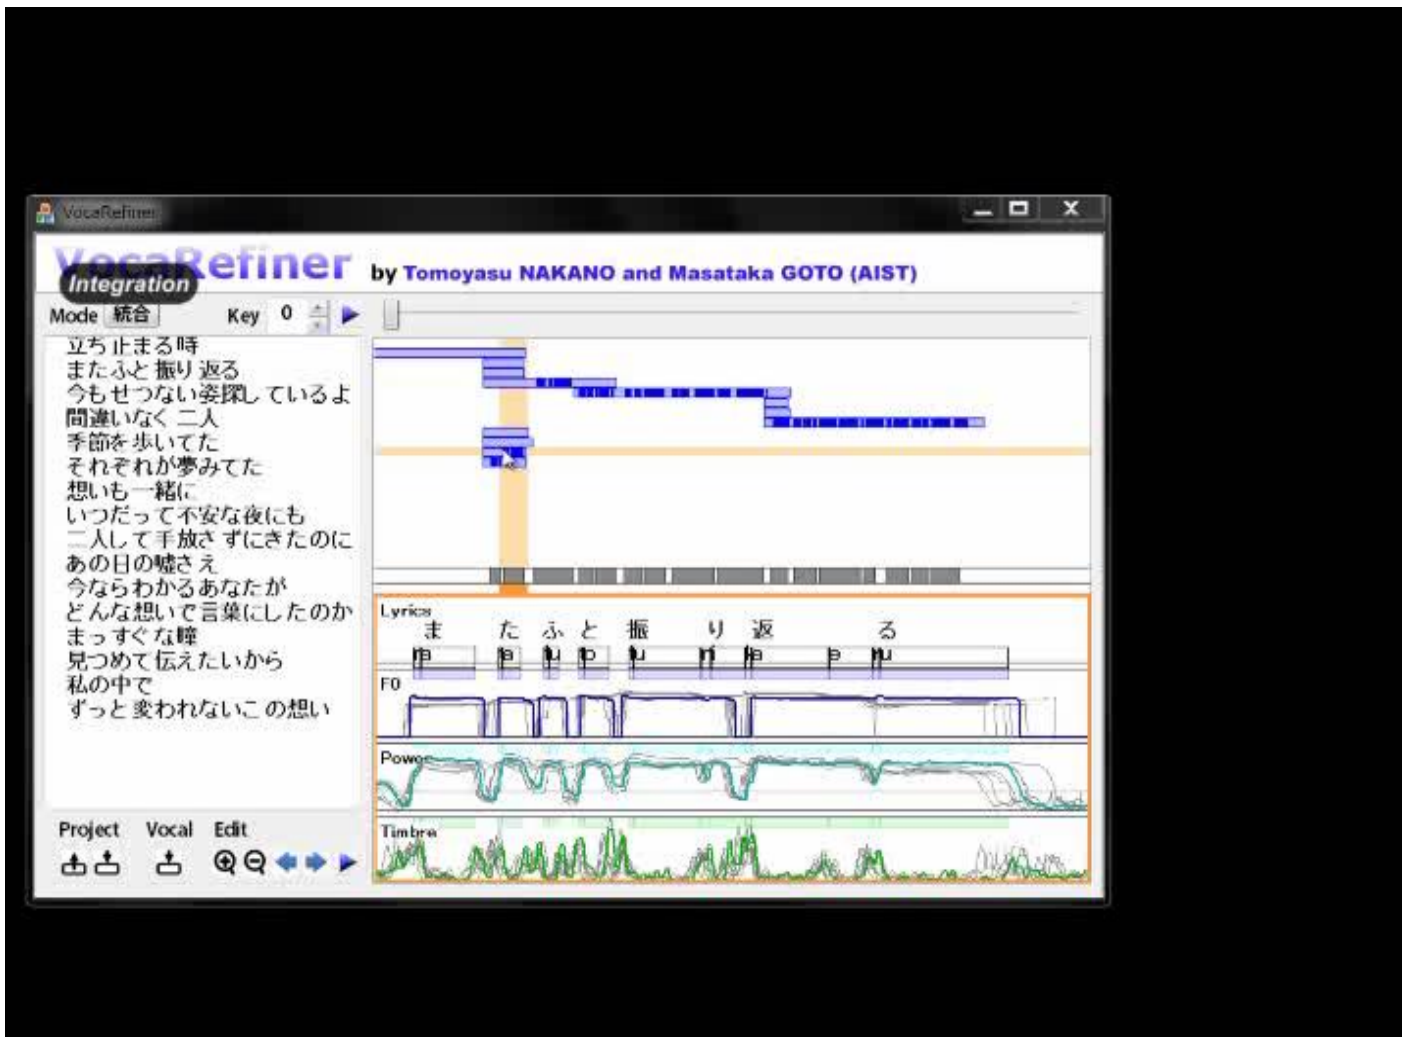 VocaRefiner
VocaRefiner by Tomoyasu NAKANO and Masataka GOTO (AIST)
Integration
Mode 統合 Key 0
立ち止まる時
またふと振り返る
今もせつない姿探しているよ
間違いなく二人
季節を歩いてた
それぞれが夢みてた
想いも一緒に
いつだって不安な夜にも
二人して手放さずにきたのに
あの日の嘘さえ
今ならわかるあなたが
どんな想いで言葉にしたのか
まっすぐな瞳
見つめて伝えたいから
私の中で
ずっと変われないこの想い
Project Vocal Edit
Lyrics
ま た ふ と 振 り 返 る
F0
Power
Timbre